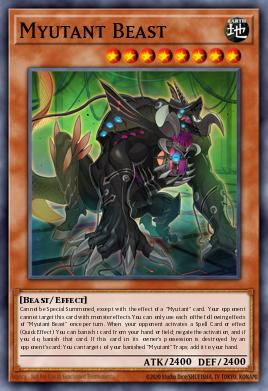 Myutant Beast
EARTH
地
[BEAST/EFFECT]
Cannot be Special Summoned, except with the effect of a "Myutant" card. Your opponent
cannot target this card with monster effects. You can only use each of the following effects
of "Myutant Beast" once per turn. When your opponent activates a Spell Card or effect
(Quick Effect): You can banish 1 card from your hand or field; negate the activation, and if
you do, banish that card. If this card in its owner's possession is destroyed by an
opponent's card: You can target 1 of your banished "Myutant" Traps; add it to your hand.
ATK/2400 DEF/2400
©2020 Studio Dice/SHUEISHA, TV TOKYO, KONAMI